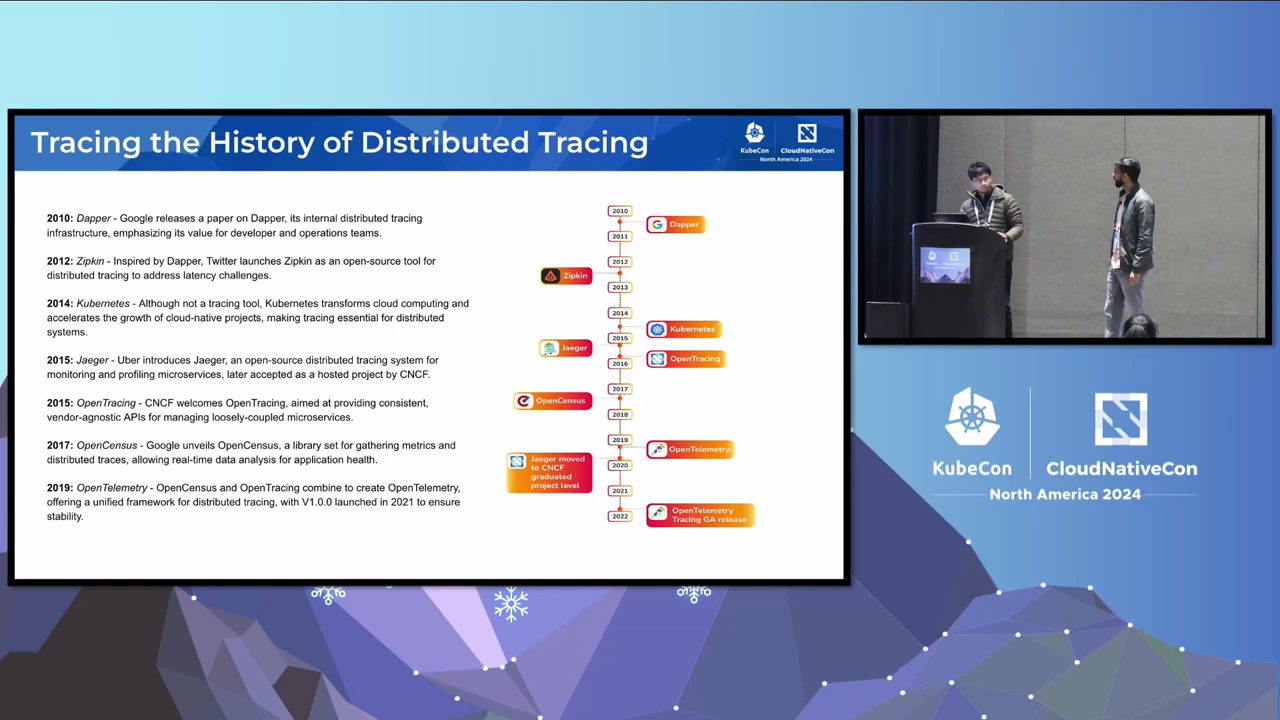 Tracing the History of Distributed Tracing
KubeCon
CloudNativeCon
North America 2024
2010: Dapper - Google releases a paper on Dapper, its internal distributed tracing
infrastructure, emphasizing its value for developer and operations teams.
2012: Zipkin - Inspired by Dapper, Twitter launches Zipkin as an open-source tool for
distributed tracing to address latency challenges.
2014: Kubernetes - Although not a tracing tool, Kubernetes transforms cloud computing and
accelerates the growth of cloud-native projects, making tracing essential for distributed
systems.
2015: Jaeger - Uber introduces Jaeger, an open-source distributed tracing system for
monitoring and profiling microservices, later accepted as a hosted project by CNCF.
2015: OpenTracing - CNCF welcomes OpenTracing, aimed at providing consistent,
vendor-agnostic APIs for managing loosely-coupled microservices.
2017: OpenCensus - Google unveils OpenCensus, a library set for gathering metrics and
distributed traces, allowing real-time data analysis for application health.
2019: OpenTelemetry - OpenCensus and OpenTracing combine to create OpenTelemetry,
offering a unified framework for distributed tracing, with V1.0.0 launched in 2021 to ensure
stability.
2010
Dapper
2011
2012
Zipkin
2013
2014
Kubernetes
2015
Jaeger
OpenTracing
2016
2017
OpenCensus
2018
2019
OpenTelemetry
Jaeger moved
to CNCF
graduated
project level
2020
2021
OpenTelemetry
Tracing GA release
2022
KubeCon
CloudNativeCon
North America 2024